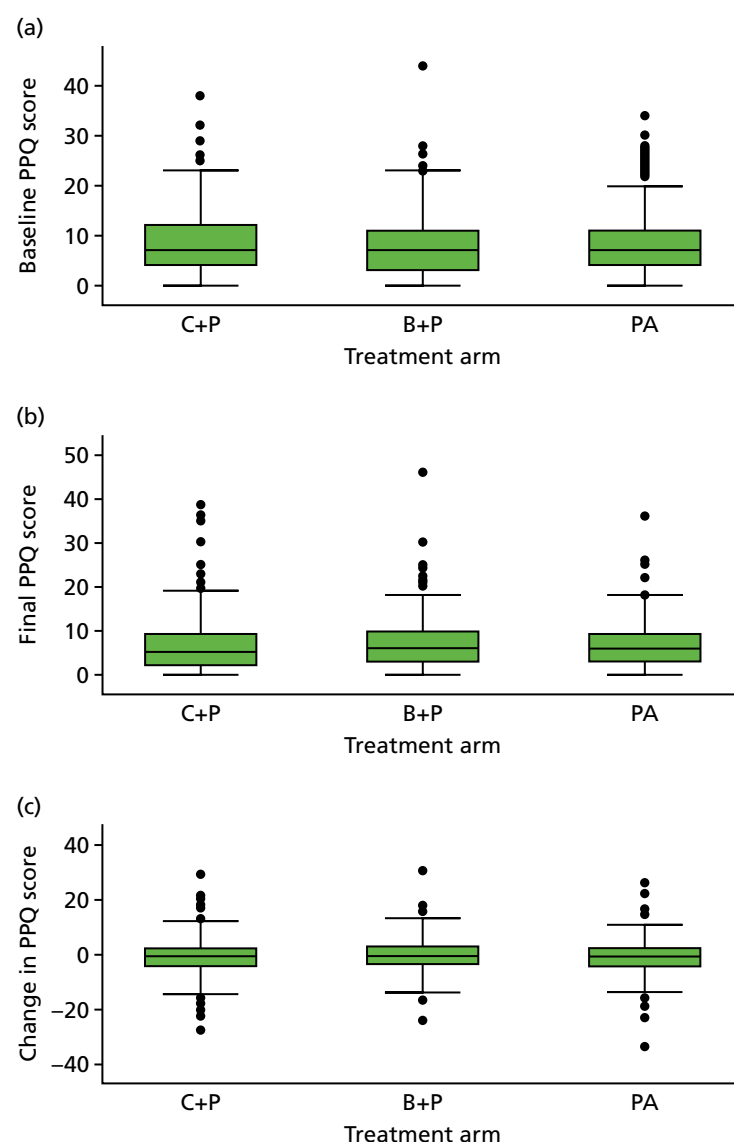 (a)
Baseline PPQ score
40
30
20
10
0
C+P B+P PA
Treatment arm
(b)
Final PPQ score
50
40
30
20
10
0
C+P B+P PA
Treatment arm
(c)
Change in PPQ score
40
20
0
–20
–40
C+P B+P PA
Treatment arm